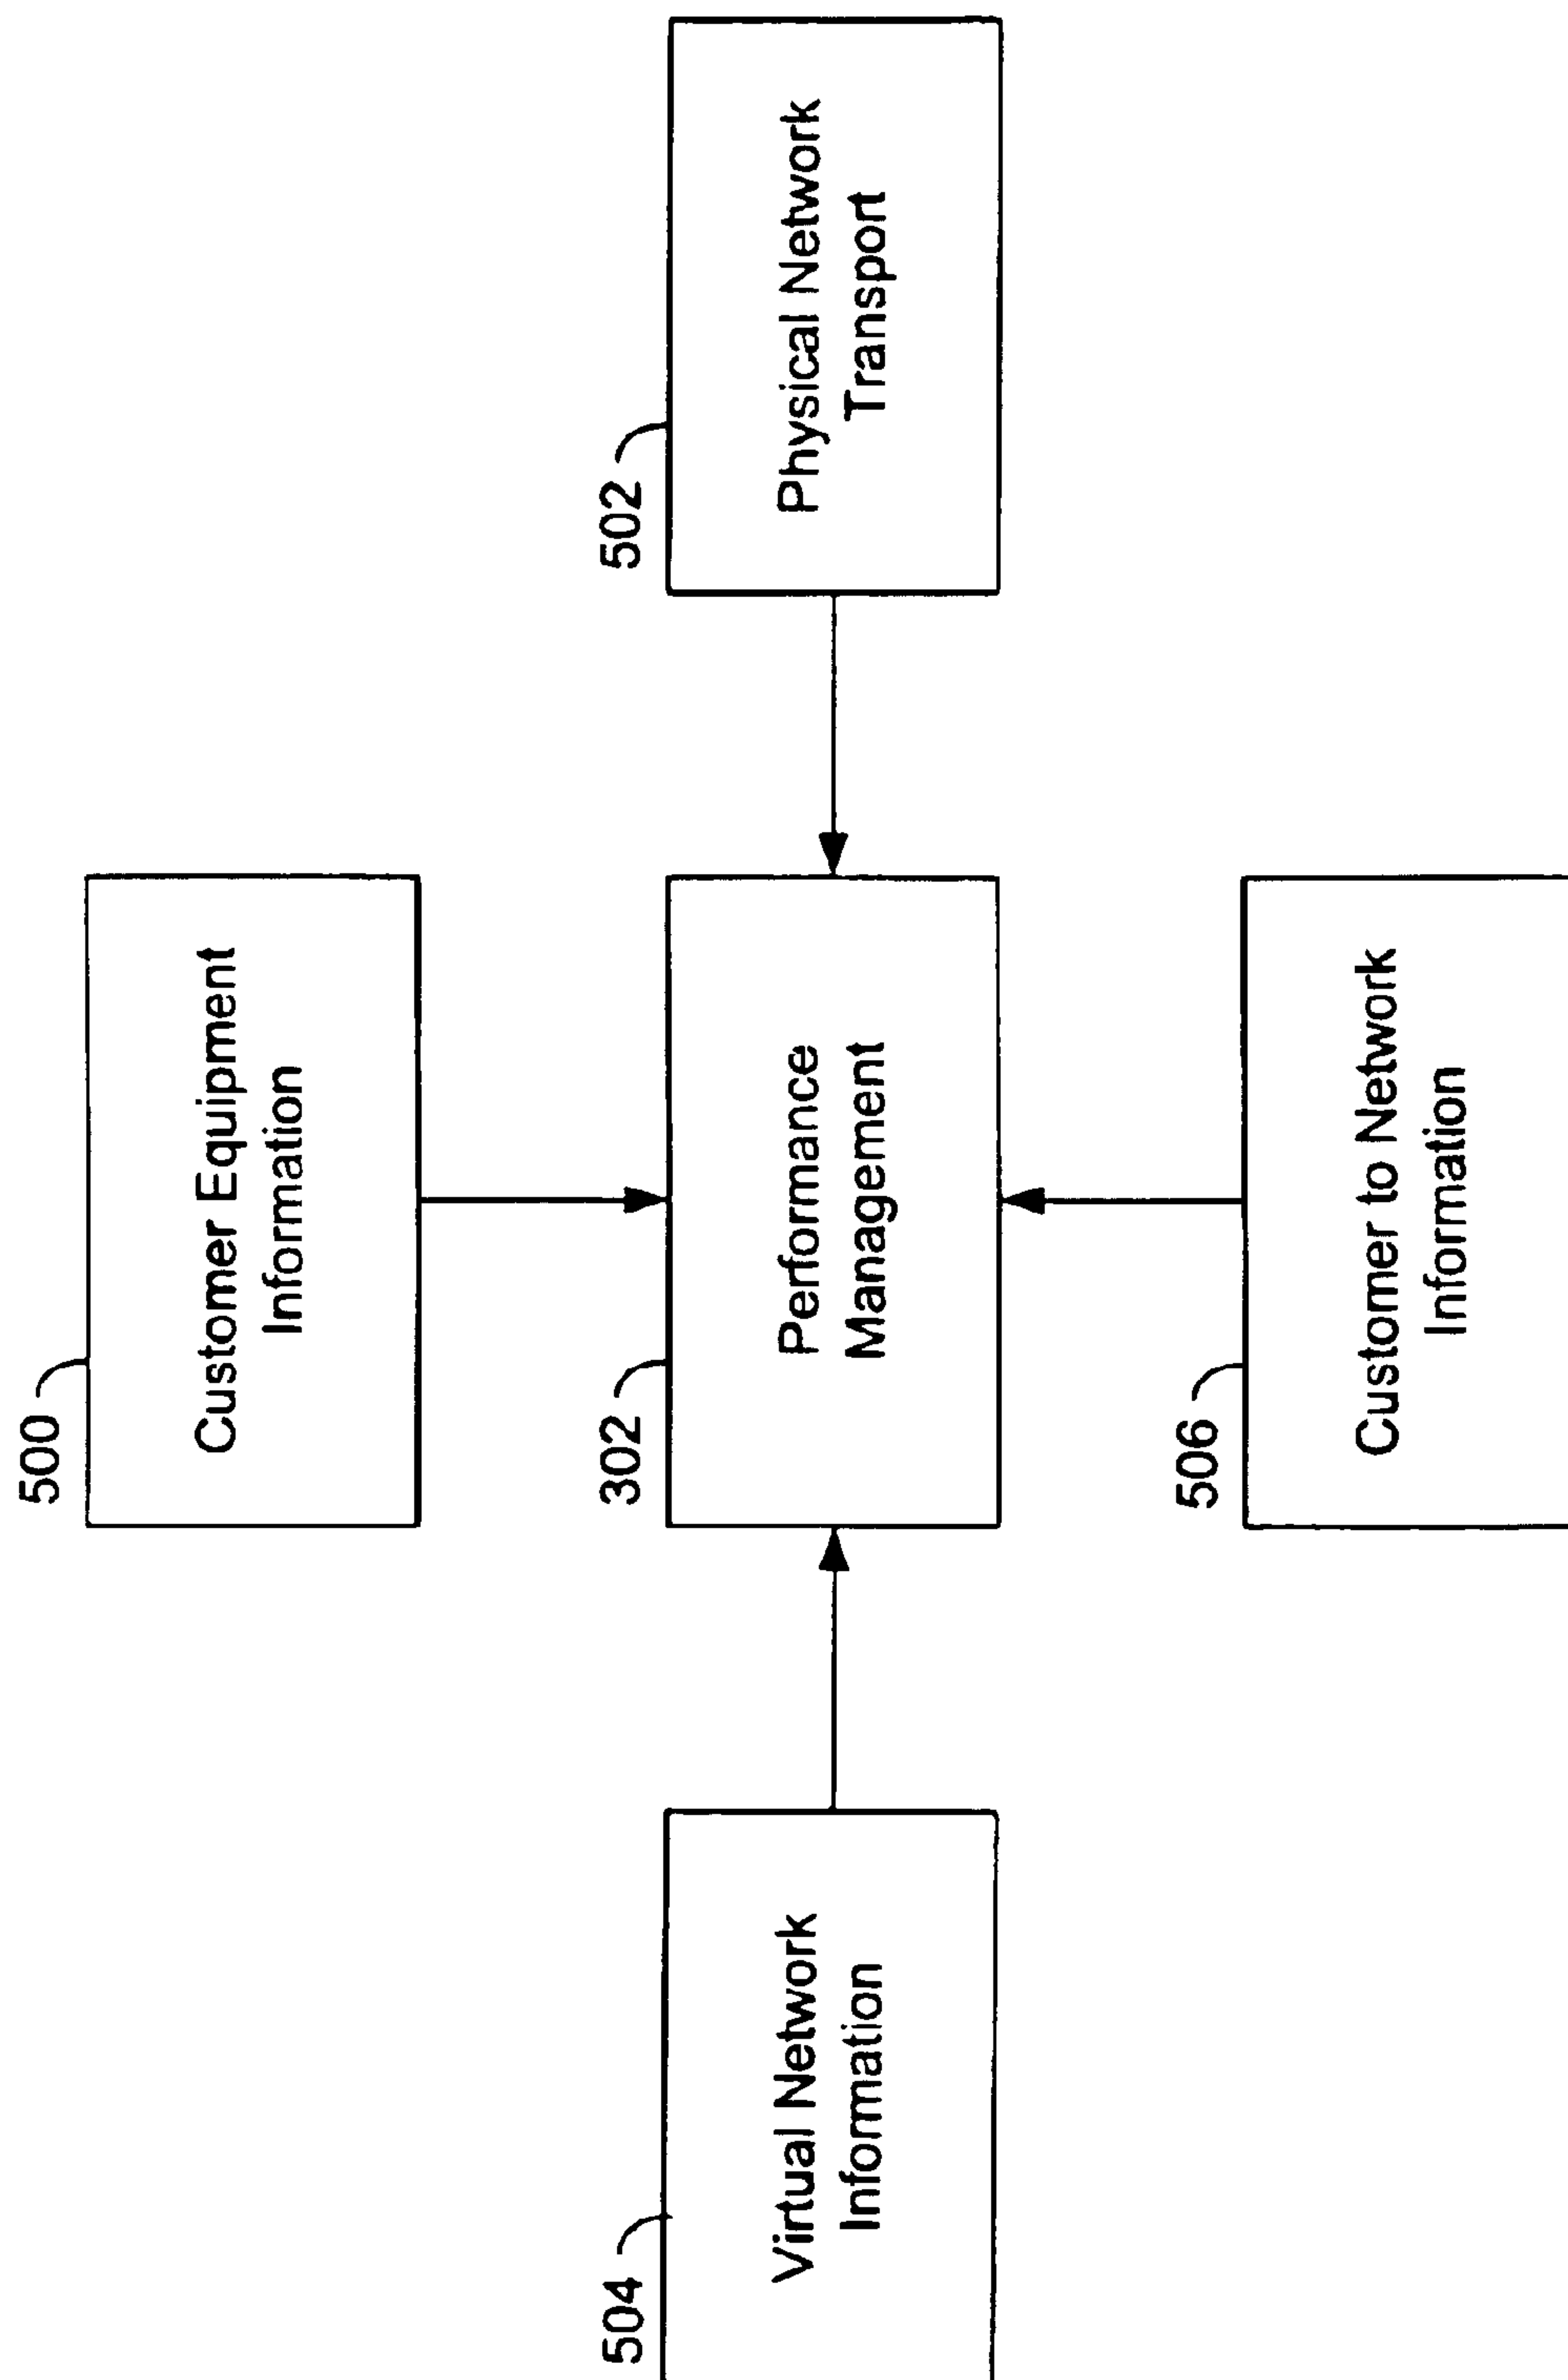 500
Customer Equipment
Information
504
Virtual Network
Information
302
Performance
Management
502
Physical Network
Transport
506
Customer to Network
Information